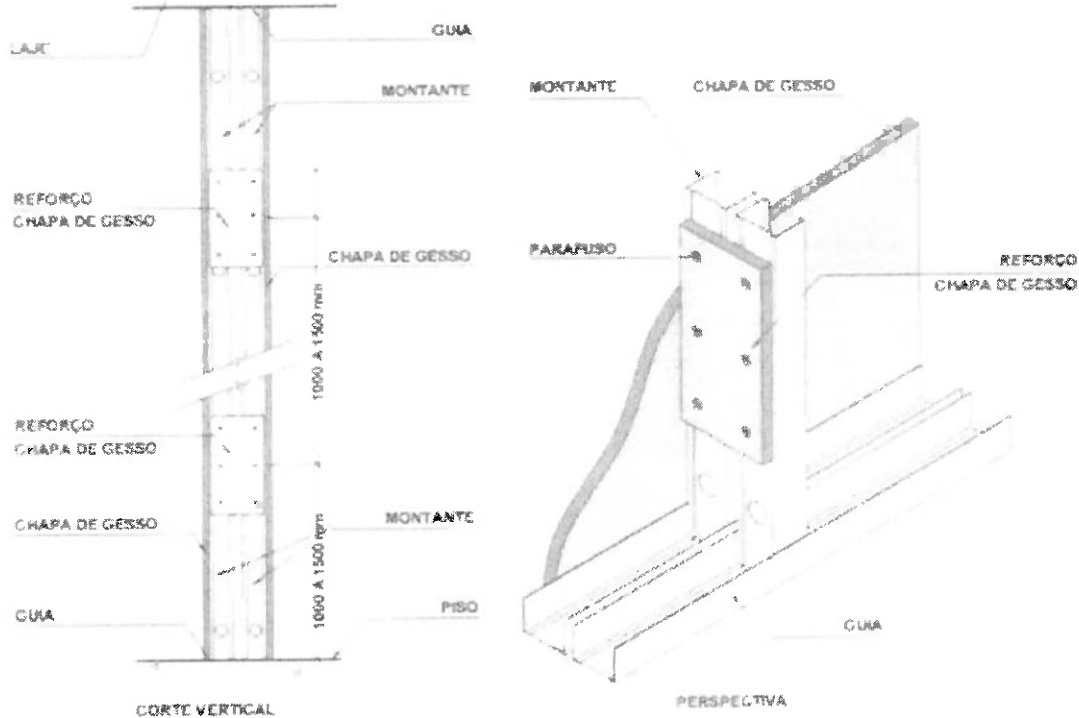 LAJE
GUIA
MONTANTE
REFORÇO
CHAPA DE GESSO
CHAPA DE GESSO
1000 A 1500 mm
REFORÇO
CHAPA DE GESSO
CHAPA DE GESSO
MONTANTE
1000 A 1500 mm
GUIA
PISO
CORTE VERTICAL
MONTANTE
CHAPA DE GESSO
PARAFUSO
REFORÇO
CHAPA DE GESSO
GUIA
PERSPECTIVA